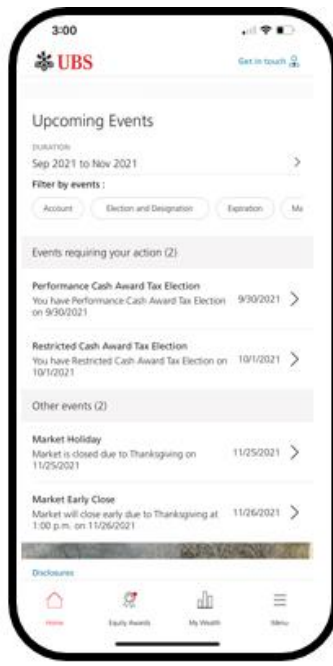 3:00
UBS
Get in touch
Upcoming Events
DURATION
Sep 2021 to Nov 2021
Filter by events :
Account
Election and Designation
Expiration
Ma
Events requiring your action (2)
Performance Cash Award Tax Election
You have Performance Cash Award Tax Election
on 9/30/2021
9/30/2021
Restricted Cash Award Tax Election
You have Restricted Cash Award Tax Election on
10/1/2021
10/1/2021
Other events (2)
Market Holiday
Market is closed due to Thanksgiving on
11/25/2021
11/25/2021
Market Early Close
Market will close early due to Thanksgiving at
1:00 p.m. on 11/26/2021
11/26/2021
Disclosures
Home
Equity Awards
My Wealth
Menu